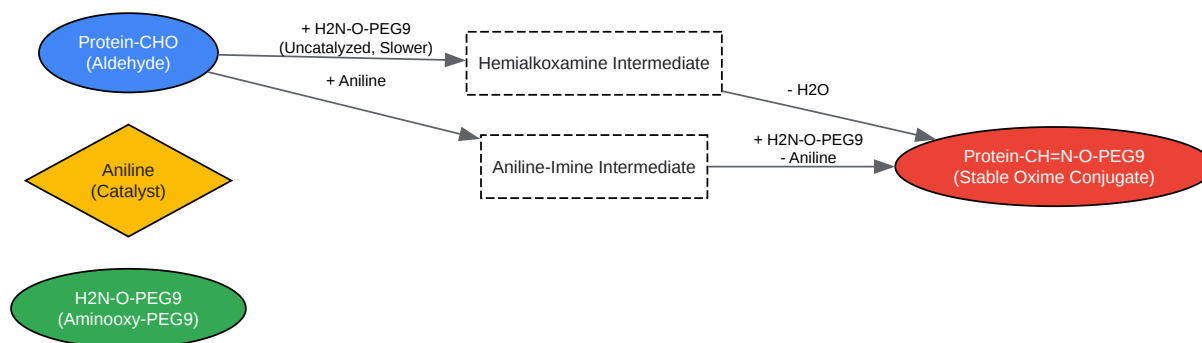 Protein-CHO
(Aldehyde)
+ H2N-O-PEG9
(Uncatalyzed, Slower)
+ Aniline
Hemialkoxamine Intermediate
- H2O
Aniline
(Catalyst)
Aniline-Imine Intermediate
+ H2N-O-PEG9
- Aniline
Protein-CH=N-O-PEG9
(Stable Oxime Conjugate)
H2N-O-PEG9
(Aminooxy-PEG9)